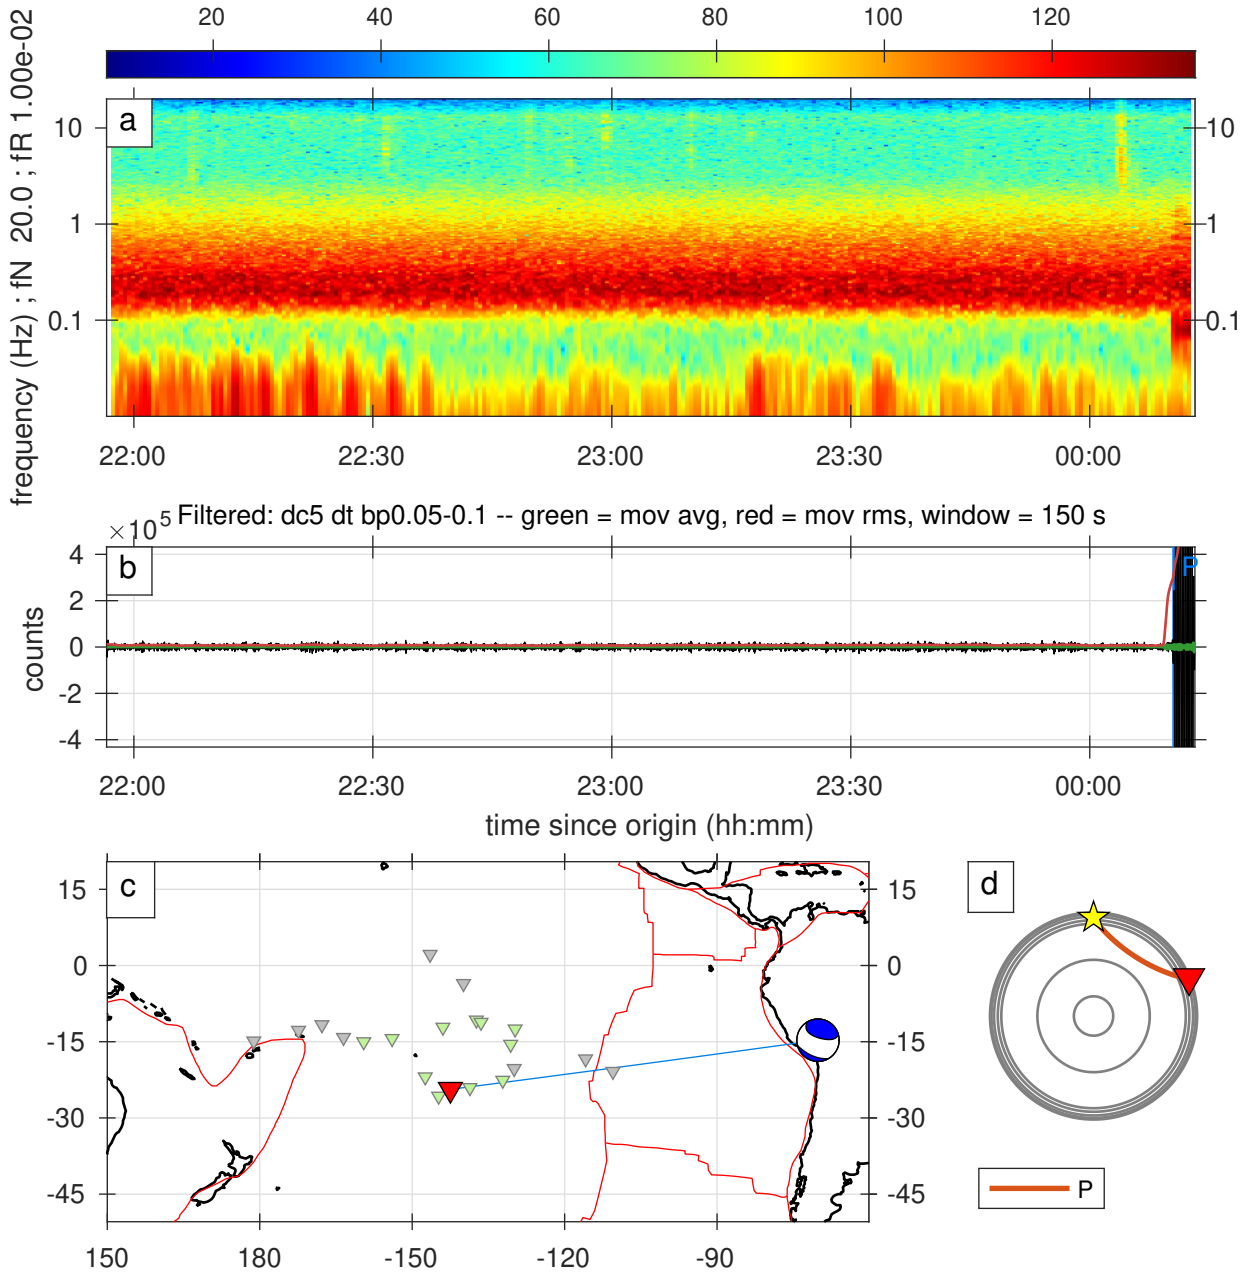 20 40 60 80 100 120
frequency (Hz) ; fN 20.0 ; fR 1.00e-02
a
10 10
1 1
0.1 0.1
22:00 22:30 23:00 23:30 00:00
×10^5 Filtered: dc5 dt bp0.05-0.1 -- green = mov avg, red = mov rms, window = 150 s
b
P
counts
4
2
0
-2
-4
22:00 22:30 23:00 23:30 00:00
time since origin (hh:mm)
c
15 15
0 0
-15 -15
-30 -30
-45 -45
150 180 -150 -120 -90
d
P